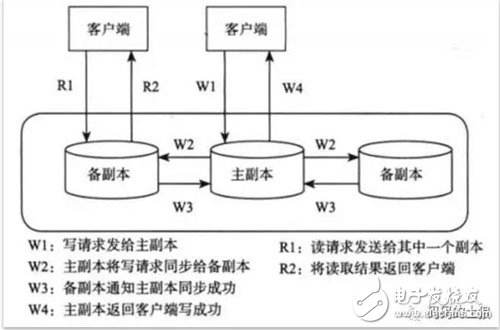 客户端 客户端
R1 R2 W1 W4
W2 W2
备副本 主副本 备副本
W3 W3
W1：写请求发给主副本
W2：主副本将写请求同步给备副本
W3：备副本通知主副本同步成功
W4：主副本返回客户端写成功
R1：读请求发送给其中一个副本
R2：将读取结果返回客户端
电子发烧友